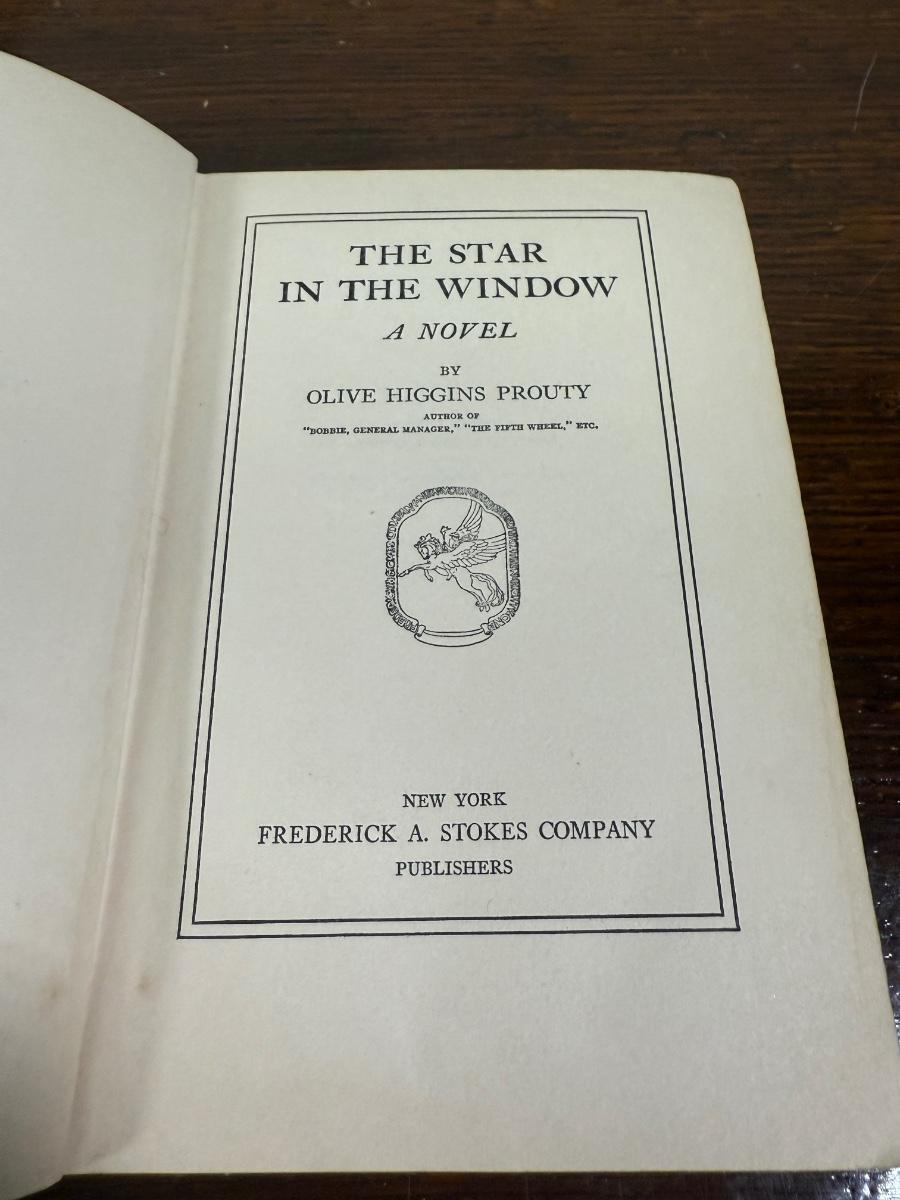 THE STAR
IN THE WINDOW
A NOVEL
BY
OLIVE HIGGINS PROUTY
AUTHOR OF
"BOBBIE, GENERAL MANAGER," "THE FIFTH WHEEL," ETC.
NEW YORK
FREDERICK A. STOKES COMPANY
PUBLISHERS